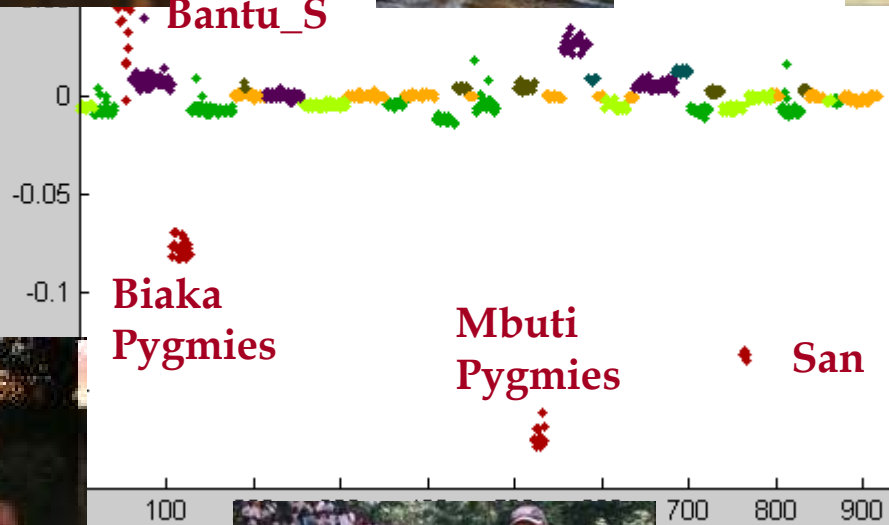 Bantu_S
0
-0.05
-0.1
Biaka
Pygmies
Mbuti
Pygmies
San
100
700
800
900